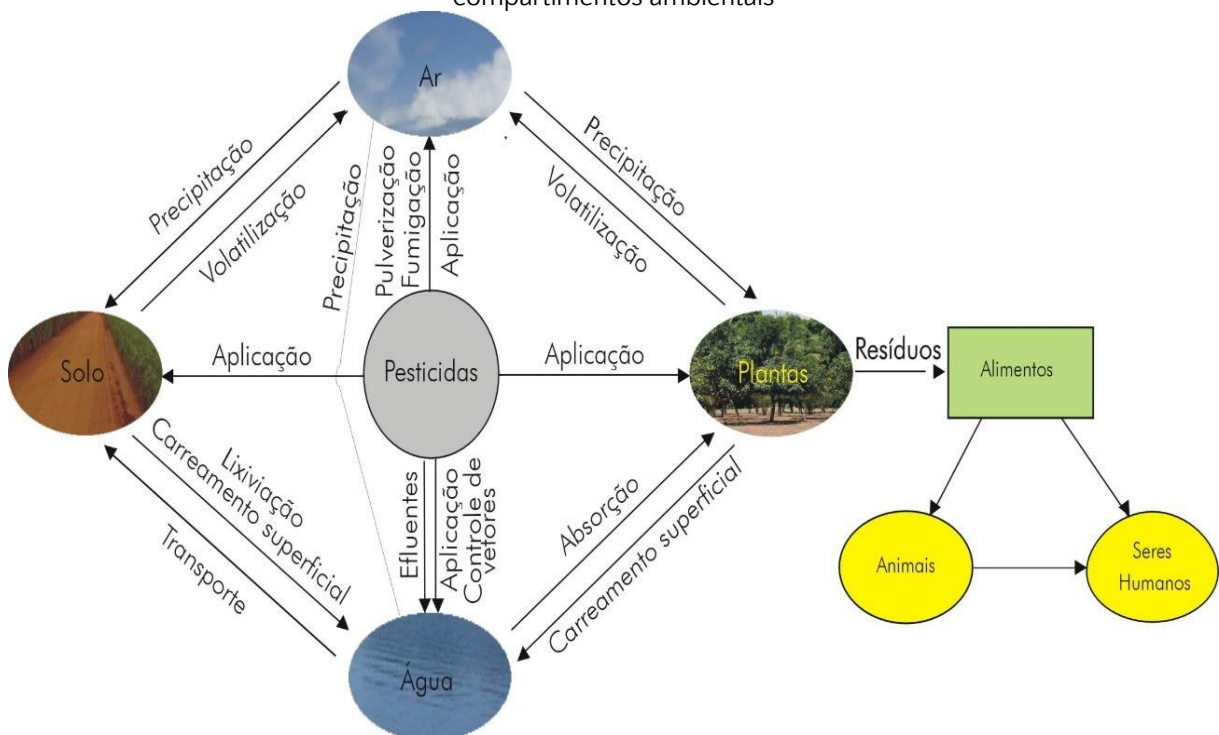 compartimentos ambientais
Ar
Precipitação
Volatilização
Precipitação
Pulverização
Fumigação
Aplicação
Precipitação
Volatilização
Solo
Aplicação
Pesticidas
Aplicação
Plantas
Resíduos
Alimentos
Lixiviação
Carreamento superficial
Transporte
Efluentes
Aplicação
Controle de
vetores
Absorção
Carreamento superficial
Água
Animais
Seres
Humanos